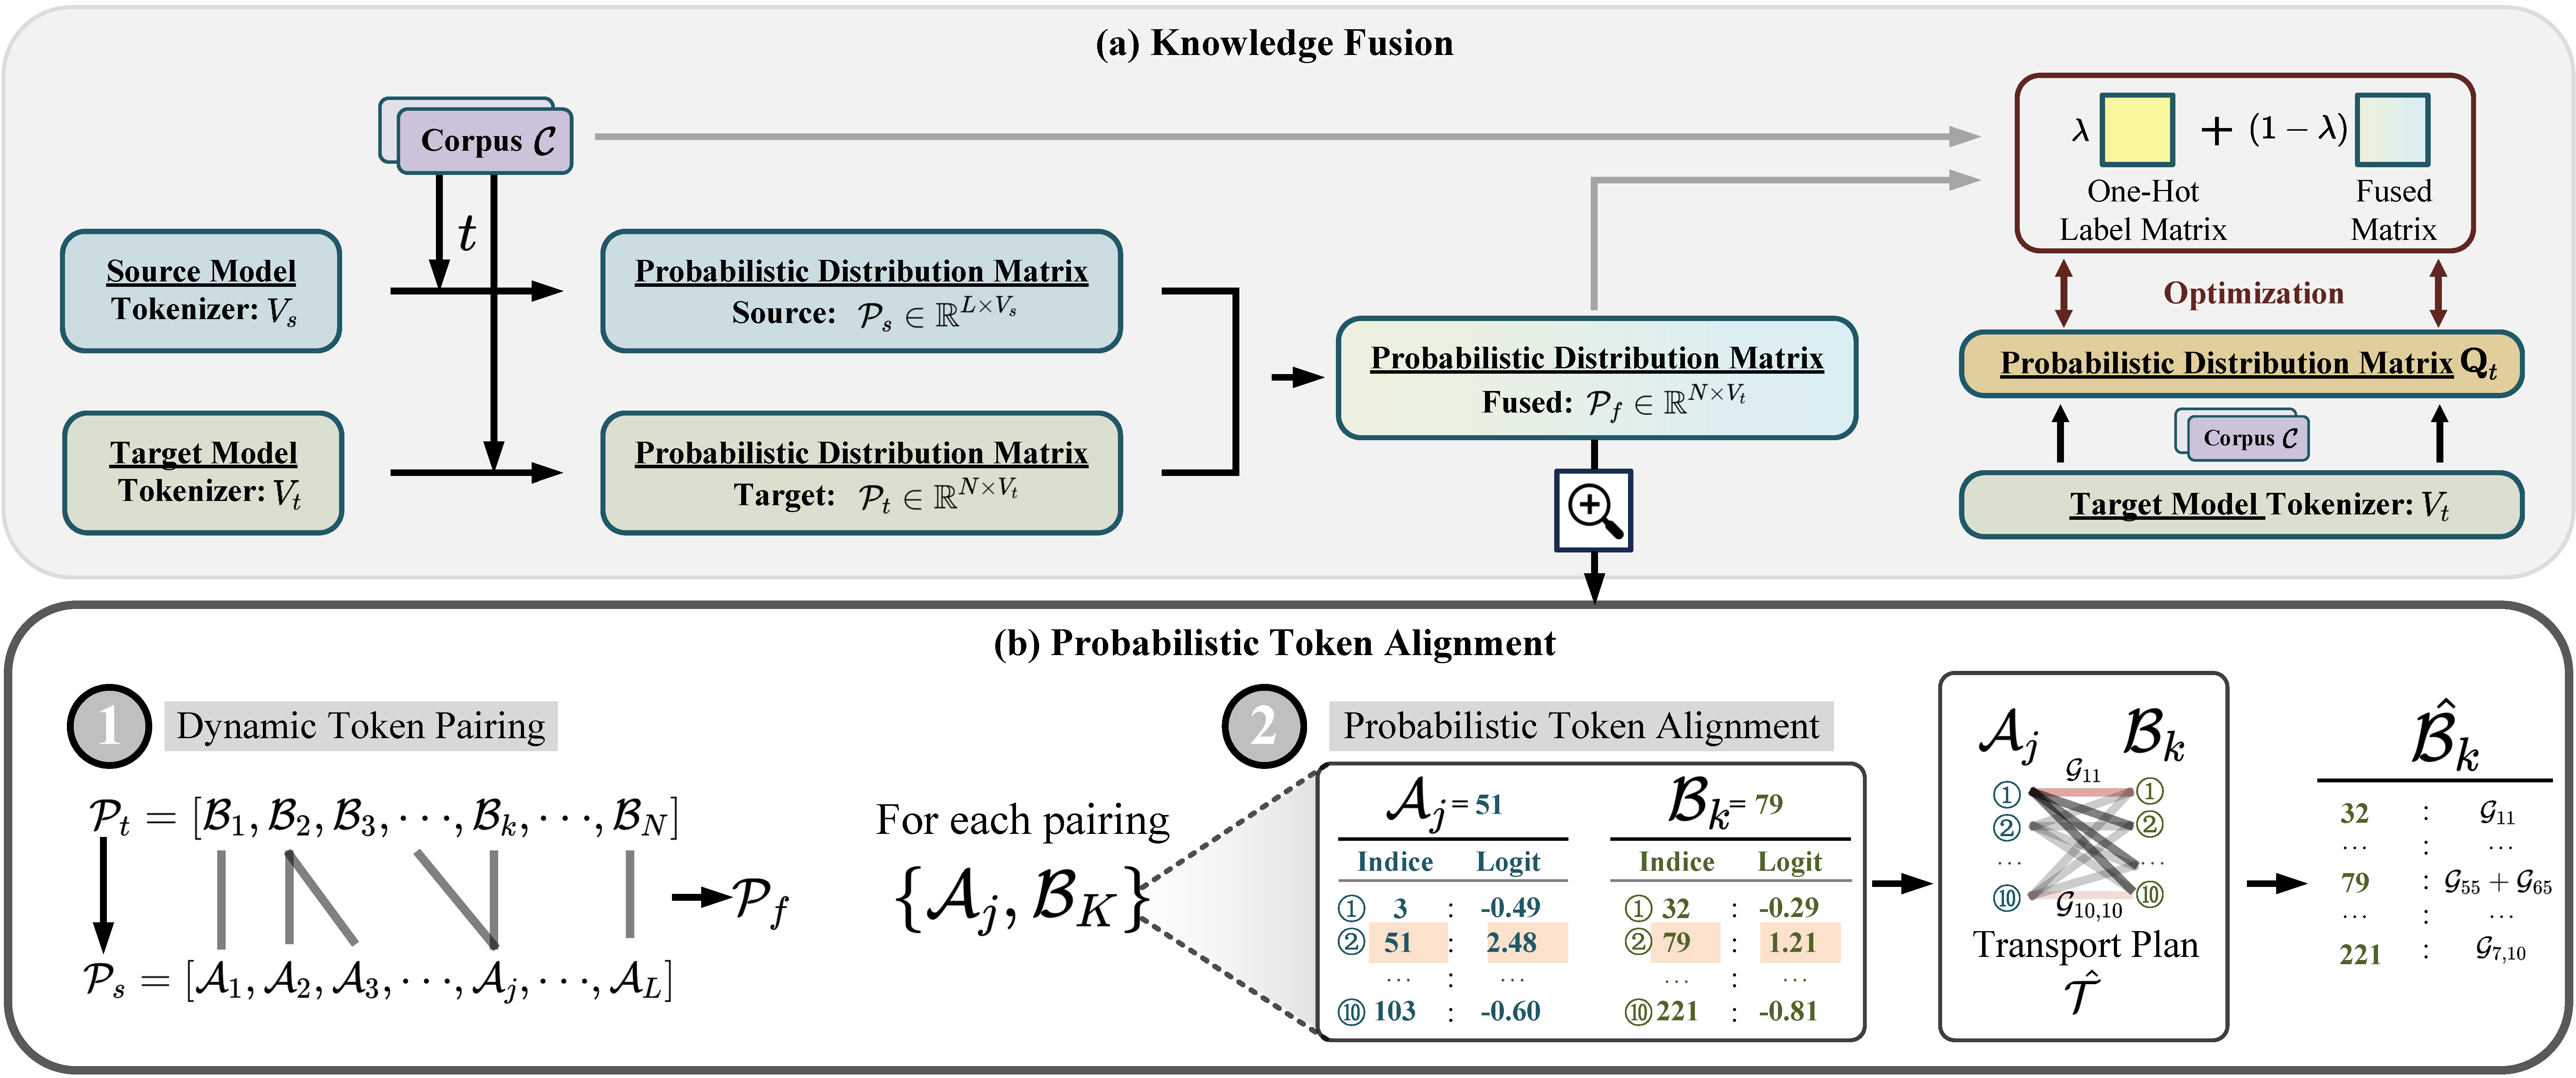 (a) Knowledge Fusion
Corpus 𝒞
t
Source Model
Tokenizer: V_s
Target Model
Tokenizer: V_t
Probabilistic Distribution Matrix
Source: 𝒫_s ∈ ℝ^{L×V_s}
Probabilistic Distribution Matrix
Target: 𝒫_t ∈ ℝ^{N×V_t}
Probabilistic Distribution Matrix
Fused: 𝒫_f ∈ ℝ^{N×V_t}
λ + (1 − λ)
One-Hot
Label Matrix
Fused
Matrix
Optimization
Probabilistic Distribution Matrix Q_t
Corpus 𝒞
Target Model Tokenizer: V_t
(b) Probabilistic Token Alignment
1 Dynamic Token Pairing
𝒫_t = [ℬ_1, ℬ_2, ℬ_3, ···, ℬ_k, ···, ℬ_N]
𝒫_f
𝒫_s = [𝒜_1, 𝒜_2, 𝒜_3, ···, 𝒜_j, ···, 𝒜_L]
For each pairing
{𝒜_j, ℬ_K}
2 Probabilistic Token Alignment
𝒜_j = 51
Indice Logit
① 3 : -0.49
② 51 : 2.48
... : ...
⑩ 103 : -0.60
ℬ_k = 79
Indice Logit
① 32 : -0.29
② 79 : 1.21
... : ...
⑩ 221 : -0.81
𝒜_j ℬ_k
𝒢_11
① ①
② ②
... ...
⑩ ⑩
𝒢_{10,10}
Transport Plan
𝒯̂
ℬ̂_k
32 : 𝒢_11
... : ...
79 : 𝒢_55 + 𝒢_65
... : ...
221 : 𝒢_{7,10}